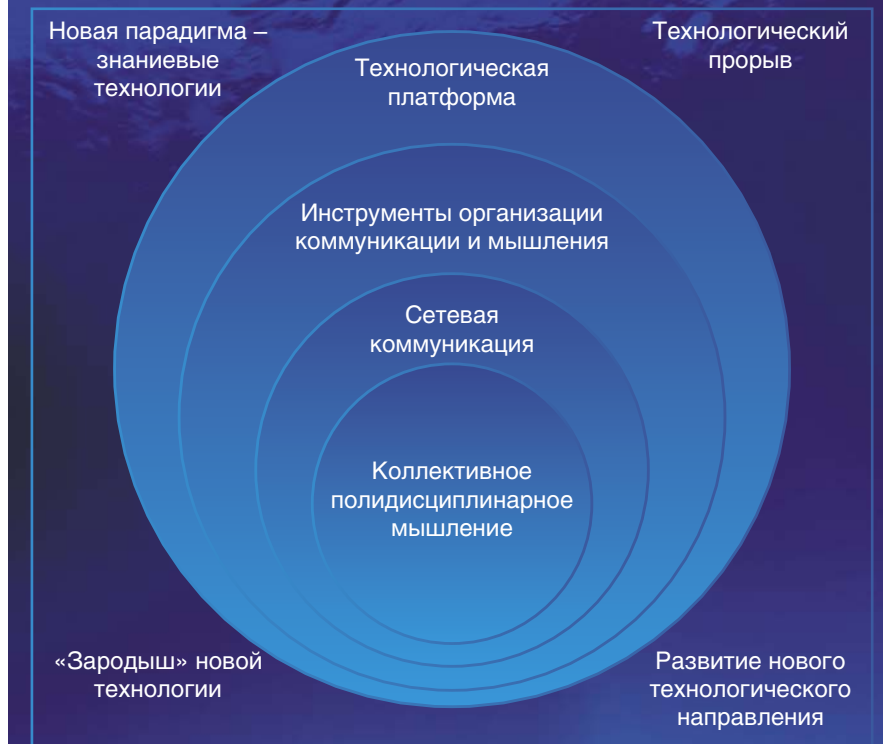 Новая парадигма –
знаниевые
технологии
Технологический
прорыв
Технологическая
платформа
Инструменты организации
коммуникации и мышления
Сетевая
коммуникация
Коллективное
полидисциплинарное
мышление
«Зародыш» новой
технологии
Развитие нового
технологического
направления